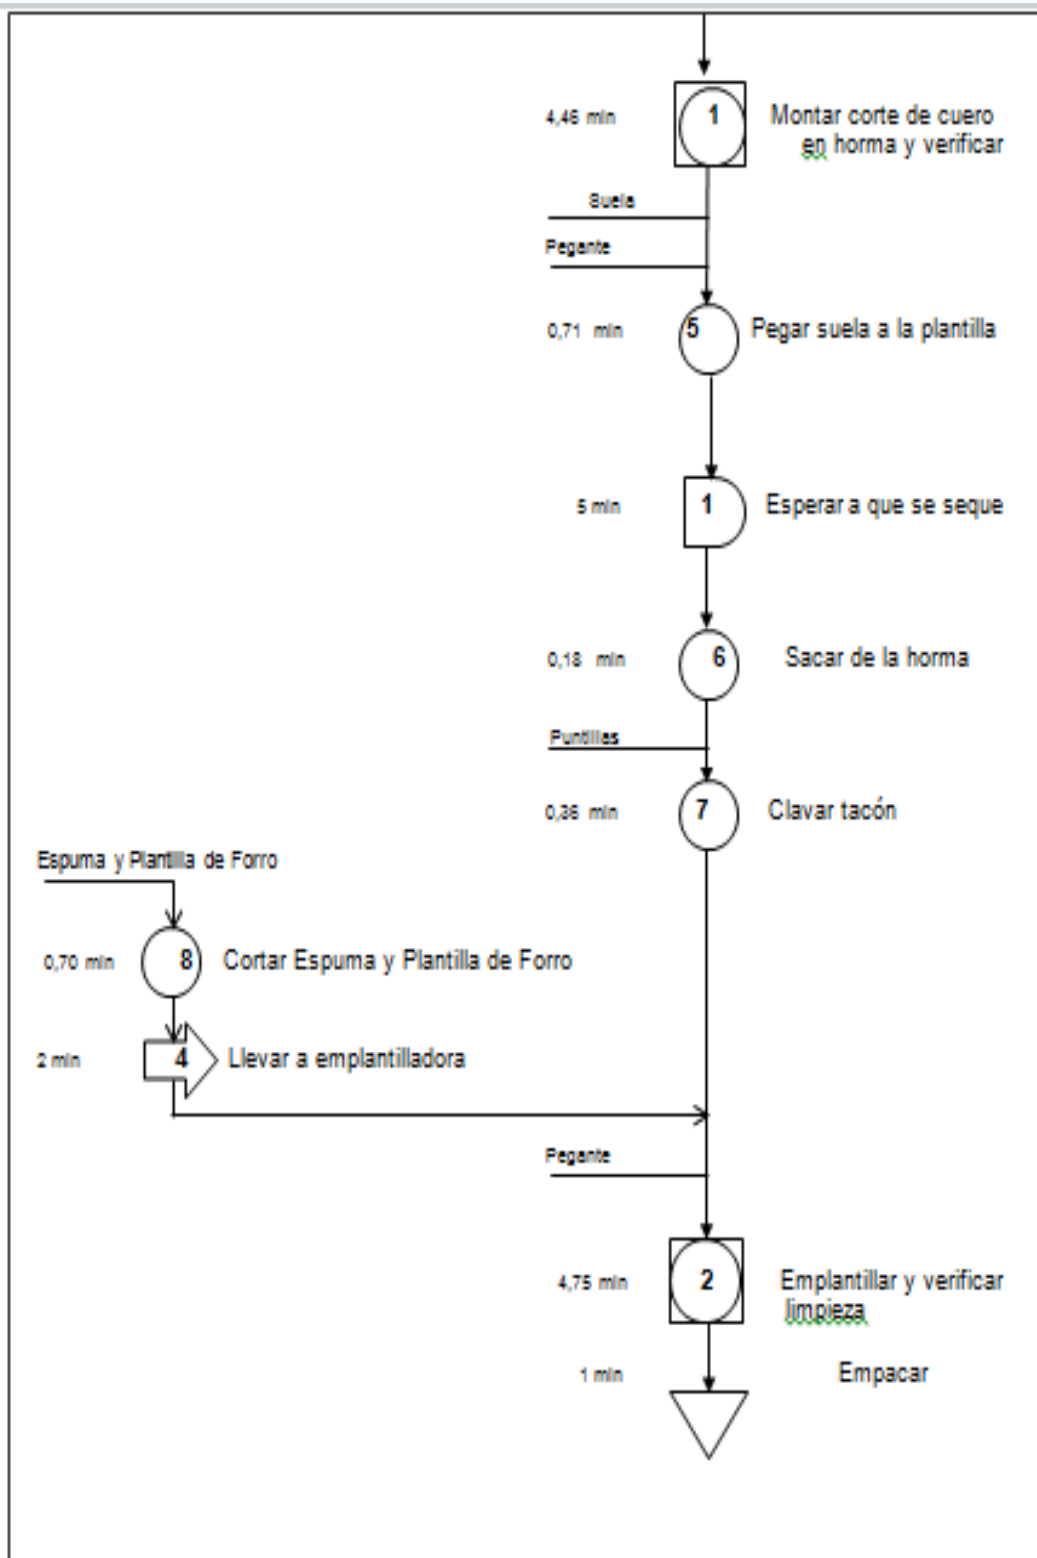 4,46 min
1
Montar corte de cuero
en horma y verificar
Suela
Pegante
0,71 min
5
Pegar suela a la plantilla
5 min
1
Esperar a que se seque
0,18 min
6
Sacar de la horma
Puntillas
0,36 min
7
Clavar tacón
Espuma y Plantilla de Forro
0,70 min
8
Cortar Espuma y Plantilla de Forro
2 min
4
Llevar a emplantilladora
Pegante
4,75 min
2
Emplantillar y verificar
limpieza
1 min
Empacar